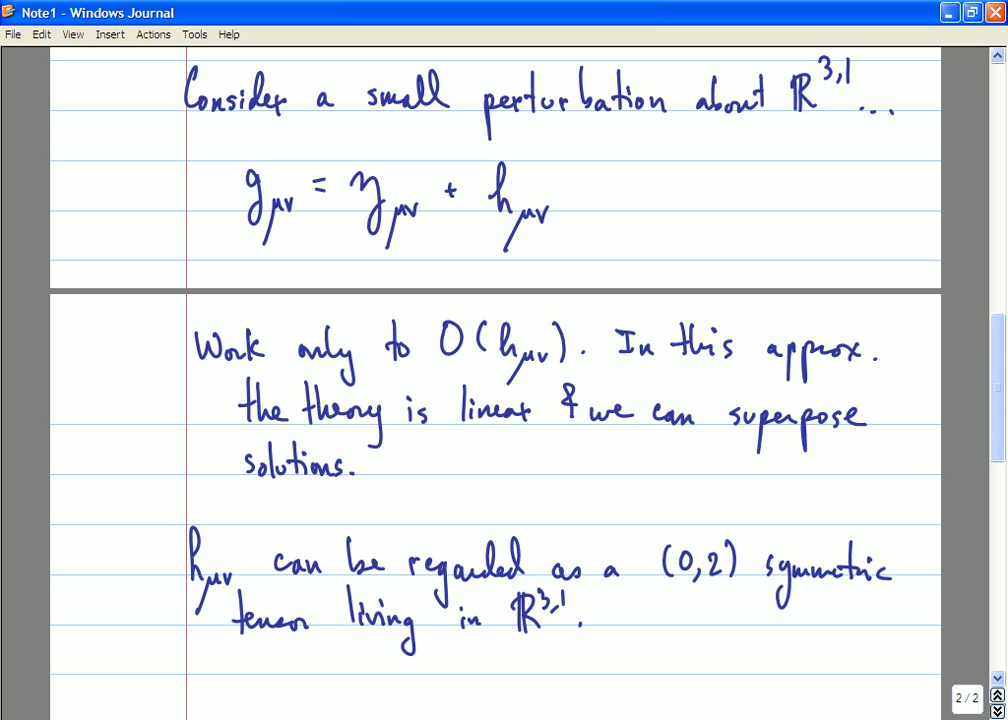 Note1 - Windows Journal
File Edit View Insert Actions Tools Help
Consider a small perturbation about ℝ³,¹ ...
g_μν = η_μν + h_μν
Work only to O(h_μν). In this approx.
the theory is linear & we can superpose
solutions.
h_μν can be regarded as a (0,2) symmetric
tensor living in ℝ³,¹.
2/2